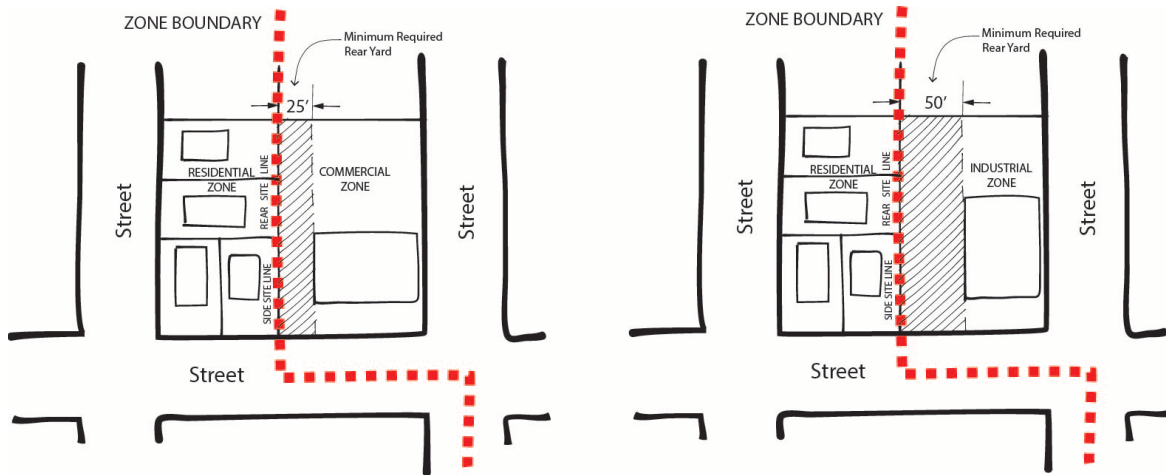 ZONE BOUNDARY
Minimum Required
Rear Yard
25'
RESIDENTIAL
ZONE
COMMERCIAL
ZONE
REAR SITE LINE
SIDE SITE LINE
Street
Street
Street
ZONE BOUNDARY
Minimum Required
Rear Yard
50'
RESIDENTIAL
ZONE
INDUSTRIAL
ZONE
REAR SITE LINE
SIDE SITE LINE
Street
Street
Street